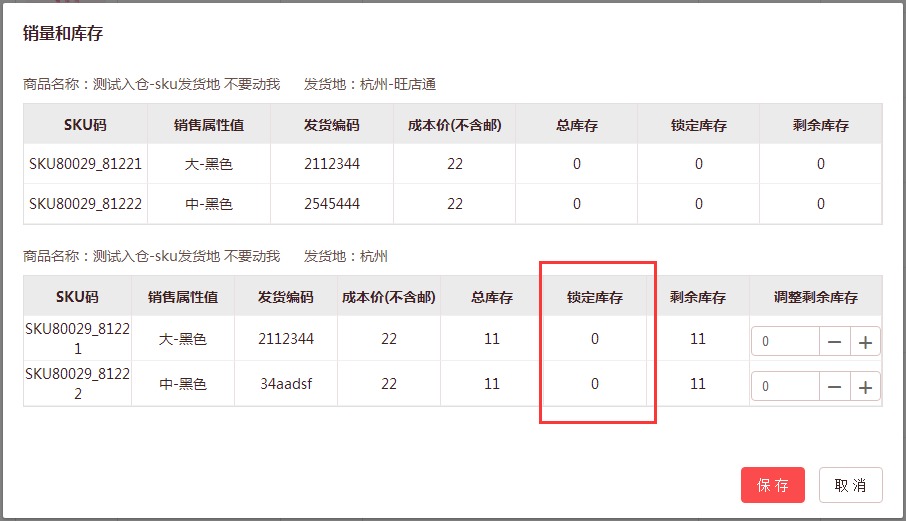 销量和库存
商品名称：测试入仓-sku发货地 不要动我 发货地：杭州-旺店通
SKU码 销售属性值 发货编码 成本价(不含邮) 总库存 锁定库存 剩余库存
SKU80029_81221 大-黑色 2112344 22 0 0 0
SKU80029_81222 中-黑色 2545444 22 0 0 0
商品名称：测试入仓-sku发货地 不要动我 发货地：杭州
SKU码 销售属性值 发货编码 成本价(不含邮) 总库存 锁定库存 剩余库存 调整剩余库存
SKU80029_8122
1 大-黑色 2112344 22 11 0 11 0
SKU80029_8122
2 中-黑色 34aadsf 22 11 0 11 0
保存 取消